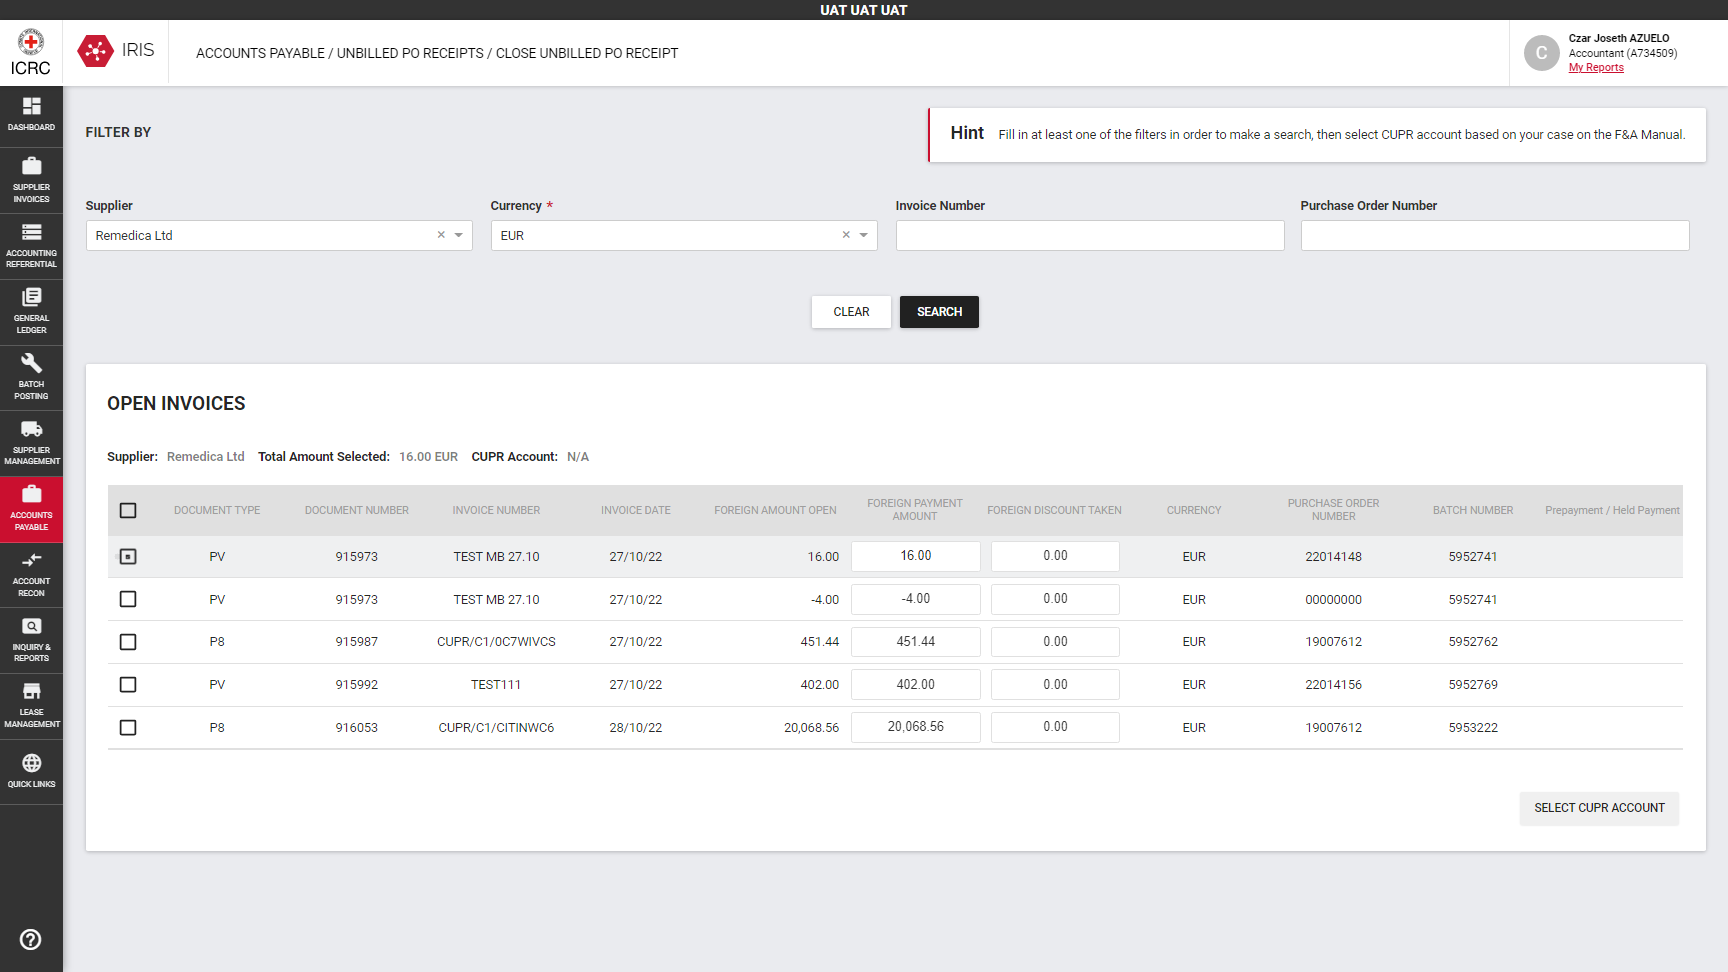 UAT UAT UAT
ICRC
IRIS
ACCOUNTS PAYABLE / UNBILLED PO RECEIPTS / CLOSE UNBILLED PO RECEIPT
C
Czar Joseth AZUELO
Accountant (A734509)
My Reports
DASHBOARD
SUPPLIER
INVOICES
ACCOUNTING
REFERENTIAL
GENERAL
LEDGER
BATCH
POSTING
SUPPLIER
MANAGEMENT
ACCOUNTS
PAYABLE
ACCOUNT
RECON
INQUIRY &
REPORTS
LEASE
MANAGEMENT
QUICK LINKS
FILTER BY
Hint Fill in at least one of the filters in order to make a search, then select CUPR account based on your case on the F&A Manual.
Supplier Currency * Invoice Number Purchase Order Number
Remedica Ltd EUR
CLEAR SEARCH
OPEN INVOICES
Supplier: Remedica Ltd Total Amount Selected: 16.00 EUR CUPR Account: N/A
DOCUMENT TYPE DOCUMENT NUMBER INVOICE NUMBER INVOICE DATE FOREIGN AMOUNT OPEN FOREIGN PAYMENT AMOUNT FOREIGN DISCOUNT TAKEN CURRENCY PURCHASE ORDER NUMBER BATCH NUMBER Prepayment / Held Payment
PV 915973 TEST MB 27.10 27/10/22 16.00 16.00 0.00 EUR 22014148 5952741
PV 915973 TEST MB 27.10 27/10/22 -4.00 -4.00 0.00 EUR 00000000 5952741
P8 915987 CUPR/C1/0C7WIVCS 27/10/22 451.44 451.44 0.00 EUR 19007612 5952762
PV 915992 TEST111 27/10/22 402.00 402.00 0.00 EUR 22014156 5952769
P8 916053 CUPR/C1/CITINWC6 28/10/22 20,068.56 20,068.56 0.00 EUR 19007612 5953222
SELECT CUPR ACCOUNT